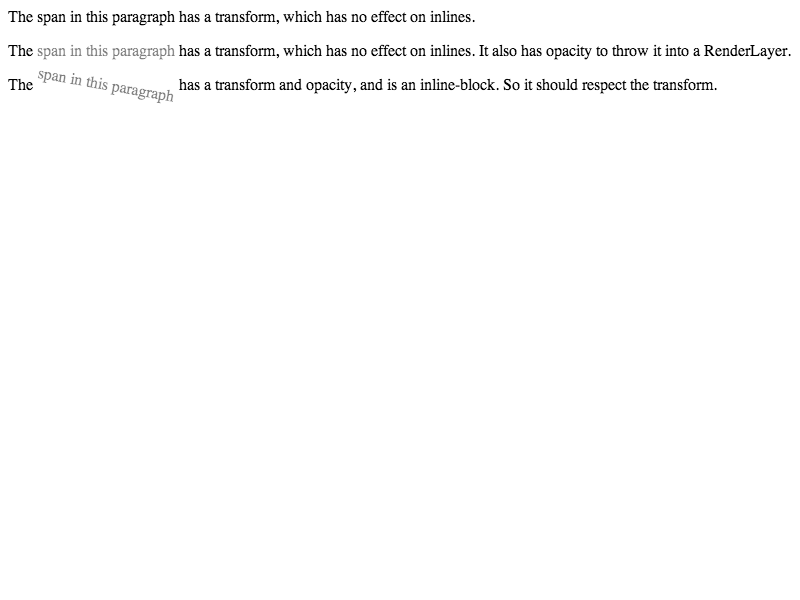 The span in this paragraph has a transform, which has no effect on inlines.
The span in this paragraph has a transform, which has no effect on inlines. It also has opacity to throw it into a RenderLayer.
The span in this paragraph has a transform and opacity, and is an inline-block. So it should respect the transform.